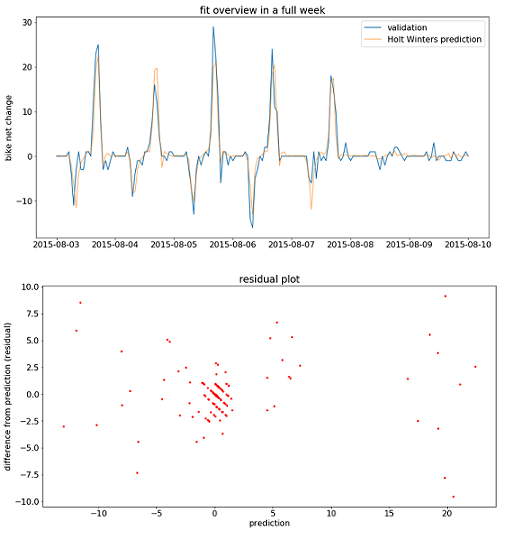 fit overview in a full week
validation
Holt Winters prediction
bike net change
30
20
10
0
−10
2015-08-03 2015-08-04 2015-08-05 2015-08-06 2015-08-07 2015-08-08 2015-08-09 2015-08-10
residual plot
difference from prediction (residual)
10.0
7.5
5.0
2.5
0.0
−2.5
−5.0
−7.5
−10.0
−10 −5 0 5 10 15 20
prediction